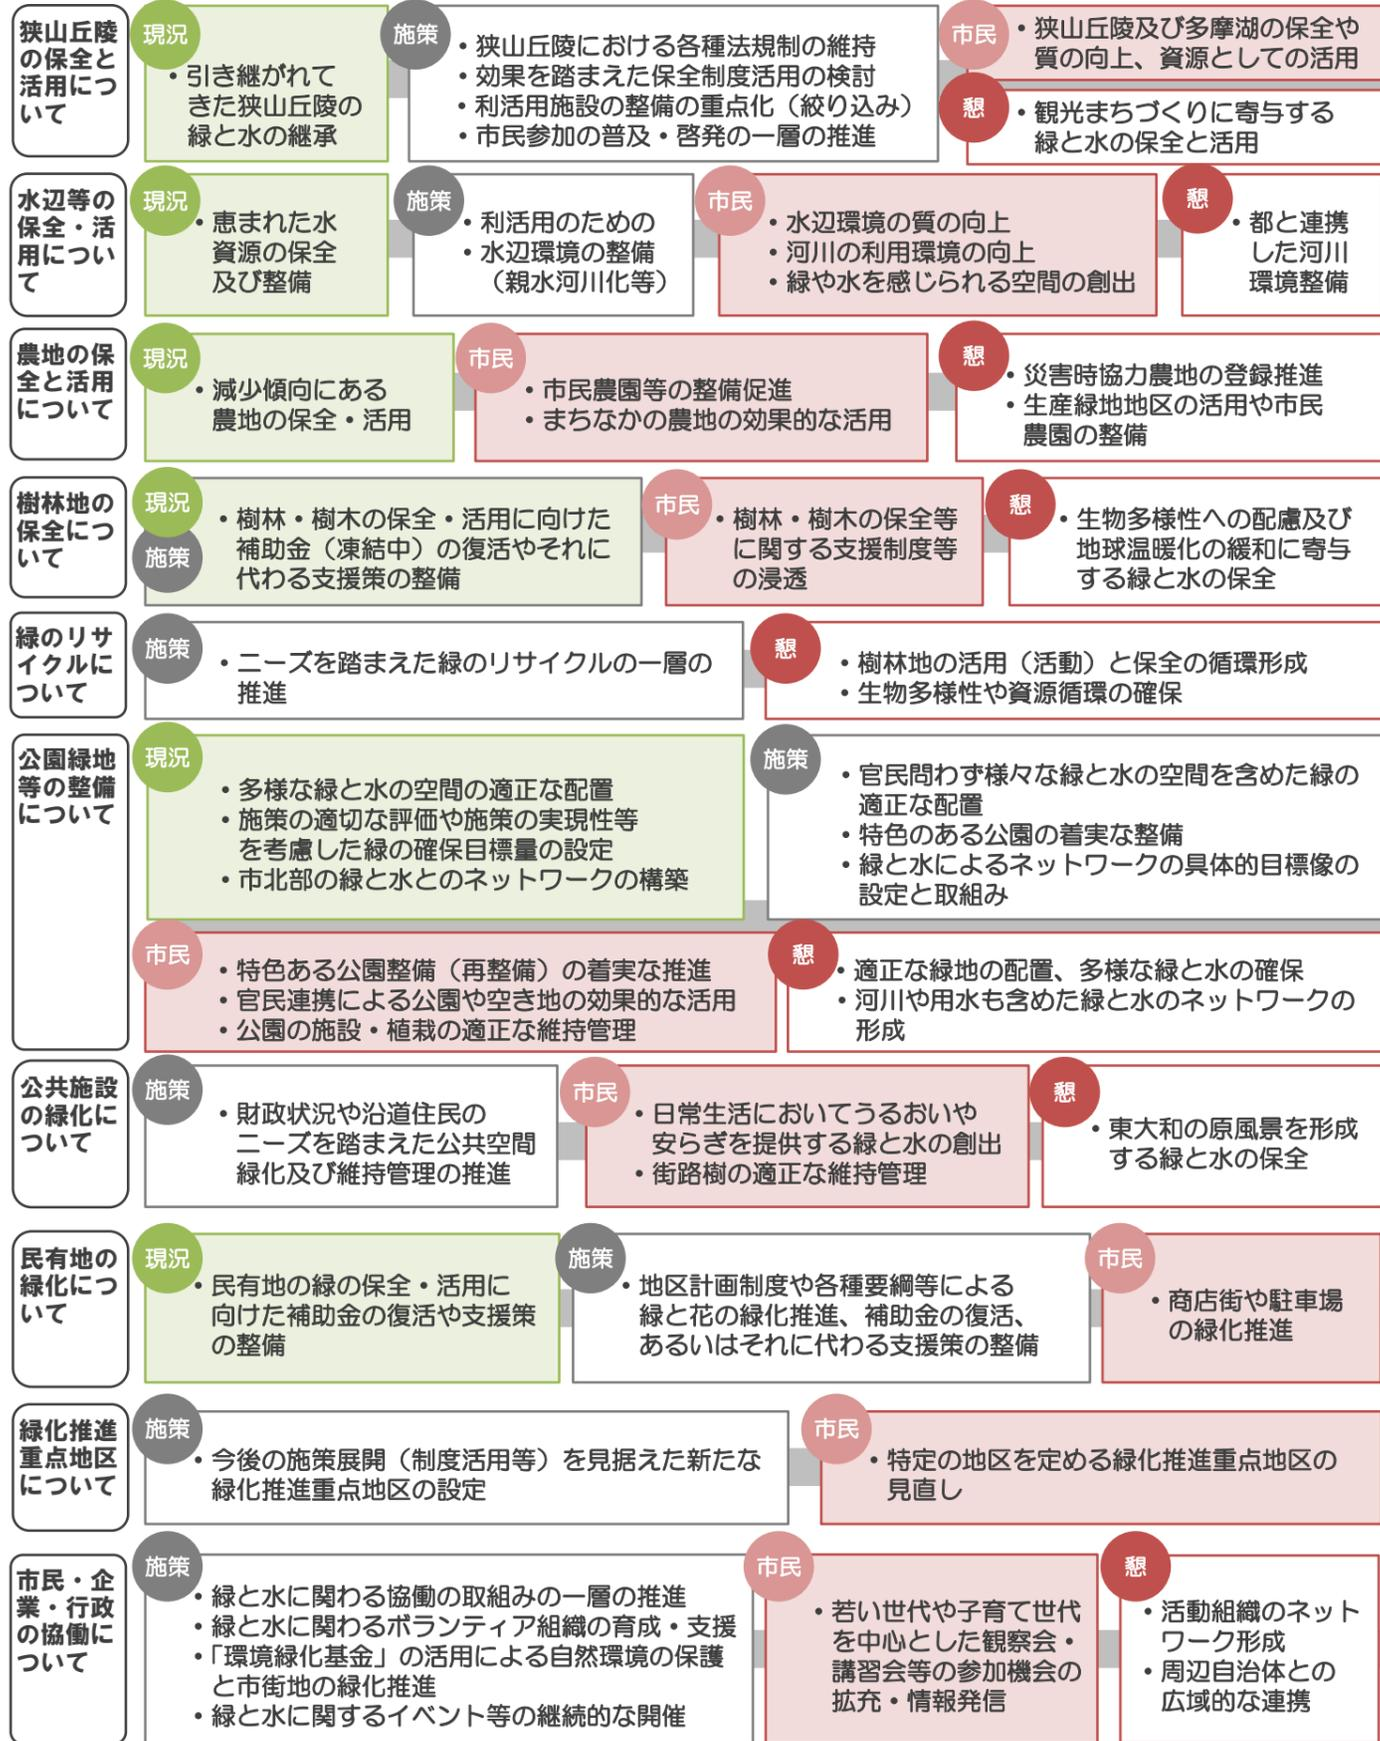 狭山丘陵
の保全と
活用につ
いて
現況
・引き継がれて
きた狭山丘陵の
緑と水の継承
施策
・狭山丘陵における各種法規制の維持
・効果を踏まえた保全制度活用の検討
・利活用施設の整備の重点化（絞り込み）
・市民参加の普及・啓発の一層の推進
市民
・狭山丘陵及び多摩湖の保全や
質の向上、資源としての活用
懇
・観光まちづくりに寄与する
緑と水の保全と活用
水辺等の
保全・活
用につい
て
現況
・恵まれた水
資源の保全
及び整備
施策
・利活用のための
・水辺環境の整備
（親水河川化等）
市民
・水辺環境の質の向上
・河川の利用環境の向上
・緑や水を感じられる空間の創出
懇
・都と連携
した河川
環境整備
農地の保
全と活用
について
現況
・減少傾向にある
農地の保全・活用
市民
・市民農園等の整備促進
・まちなかの農地の効果的な活用
懇
・災害時協力農地の登録推進
・生産緑地地区の活用や市民
農園の整備
樹林地の
保全につ
いて
現況
施策
・樹林・樹木の保全・活用に向けた
補助金（凍結中）の復活やそれに
代わる支援策の整備
市民
・樹林・樹木の保全等
に関する支援制度等
の浸透
懇
・生物多様性への配慮及び
地球温暖化の緩和に寄与
する緑と水の保全
緑のリサ
イクルに
ついて
施策
・ニーズを踏まえた緑のリサイクルの一層の
推進
懇
・樹林地の活用（活動）と保全の循環形成
・生物多様性や資源循環の確保
公園緑地
等の整備
について
現況
・多様な緑と水の空間の適正な配置
・施策の適切な評価や施策の実現性等
を考慮した緑の確保目標量の設定
・市北部の緑と水とのネットワークの構築
施策
・官民問わず様々な緑と水の空間を含めた緑の
適正な配置
・特色のある公園の着実な整備
・緑と水によるネットワークの具体的目標像の
設定と取組み
市民
・特色ある公園整備（再整備）の着実な推進
・官民連携による公園や空き地の効果的な活用
・公園の施設・植栽の適正な維持管理
懇
・適正な緑地の配置、多様な緑と水の確保
・河川や用水も含めた緑と水のネットワークの
形成
公共施設
の緑化に
ついて
施策
・財政状況や沿道住民の
ニーズを踏まえた公共空間
緑化及び維持管理の推進
市民
・日常生活においてうるおいや
安らぎを提供する緑と水の創出
・街路樹の適正な維持管理
懇
・東大和の原風景を形成
する緑と水の保全
民有地の
緑化につ
いて
現況
・民有地の緑の保全・活用に
向けた補助金の復活や支援策
の整備
施策
・地区計画制度や各種要綱等による
緑と花の緑化推進、補助金の復活、
あるいはそれに代わる支援策の整備
市民
・商店街や駐車場
の緑化推進
緑化推進
重点地区
について
施策
・今後の施策展開（制度活用等）を見据えた新たな
緑化推進重点地区の設定
市民
・特定の地区を定める緑化推進重点地区の
見直し
市民・企
業・行政
の協働に
ついて
施策
・緑と水に関わる協働の取組みの一層の推進
・緑と水に関わるボランティア組織の育成・支援
・「環境緑化基金」の活用による自然環境の保護
と市街地の緑化推進
・緑と水に関するイベント等の継続的な開催
市民
・若い世代や子育て世代
を中心とした観察会・
講習会等の参加機会の
拡充・情報発信
懇
・活動組織のネット
ワーク形成
・周辺自治体との
広域的な連携